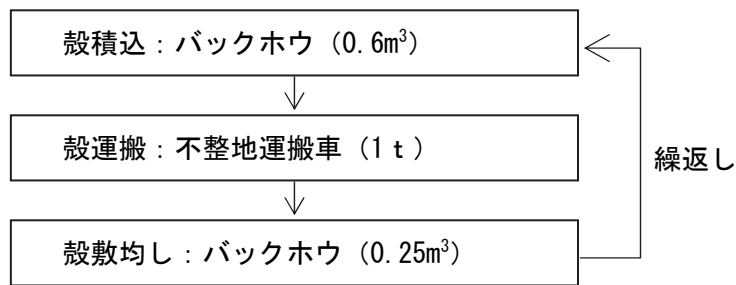 殻積込：バックホウ（0.6m³）
殻運搬：不整地運搬車（1ｔ）
繰返し
殻敷均し：バックホウ（0.25m³）